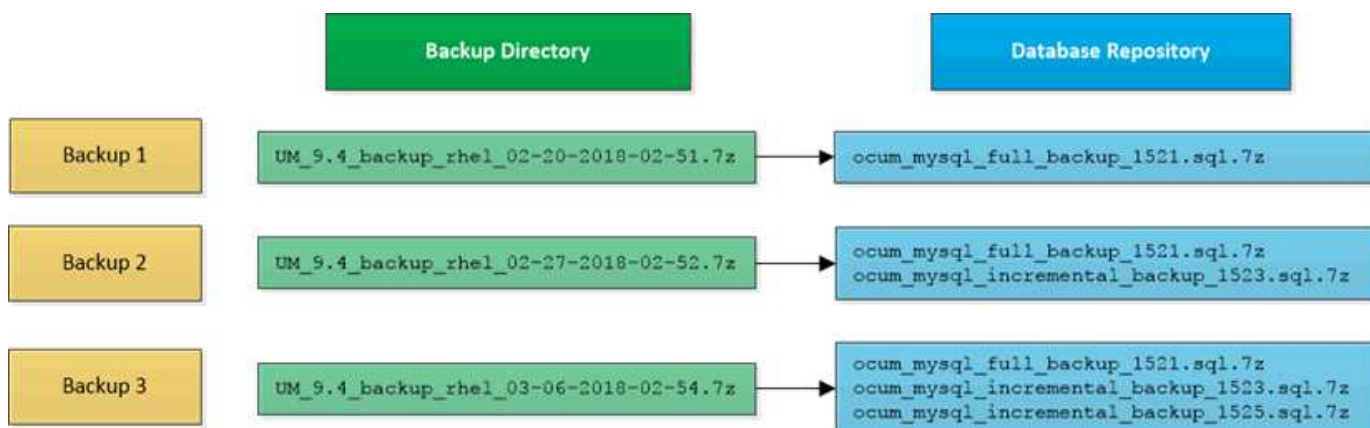 Backup Directory
Database Repository
Backup 1
UM_9.4_backup_rhel_02-20-2018-02-51.7z
ocum_mysql_full_backup_1521.sql.7z
Backup 2
UM_9.4_backup_rhel_02-27-2018-02-52.7z
ocum_mysql_full_backup_1521.sql.7z
ocum_mysql_incremental_backup_1523.sql.7z
Backup 3
UM_9.4_backup_rhel_03-06-2018-02-54.7z
ocum_mysql_full_backup_1521.sql.7z
ocum_mysql_incremental_backup_1523.sql.7z
ocum_mysql_incremental_backup_1525.sql.7z